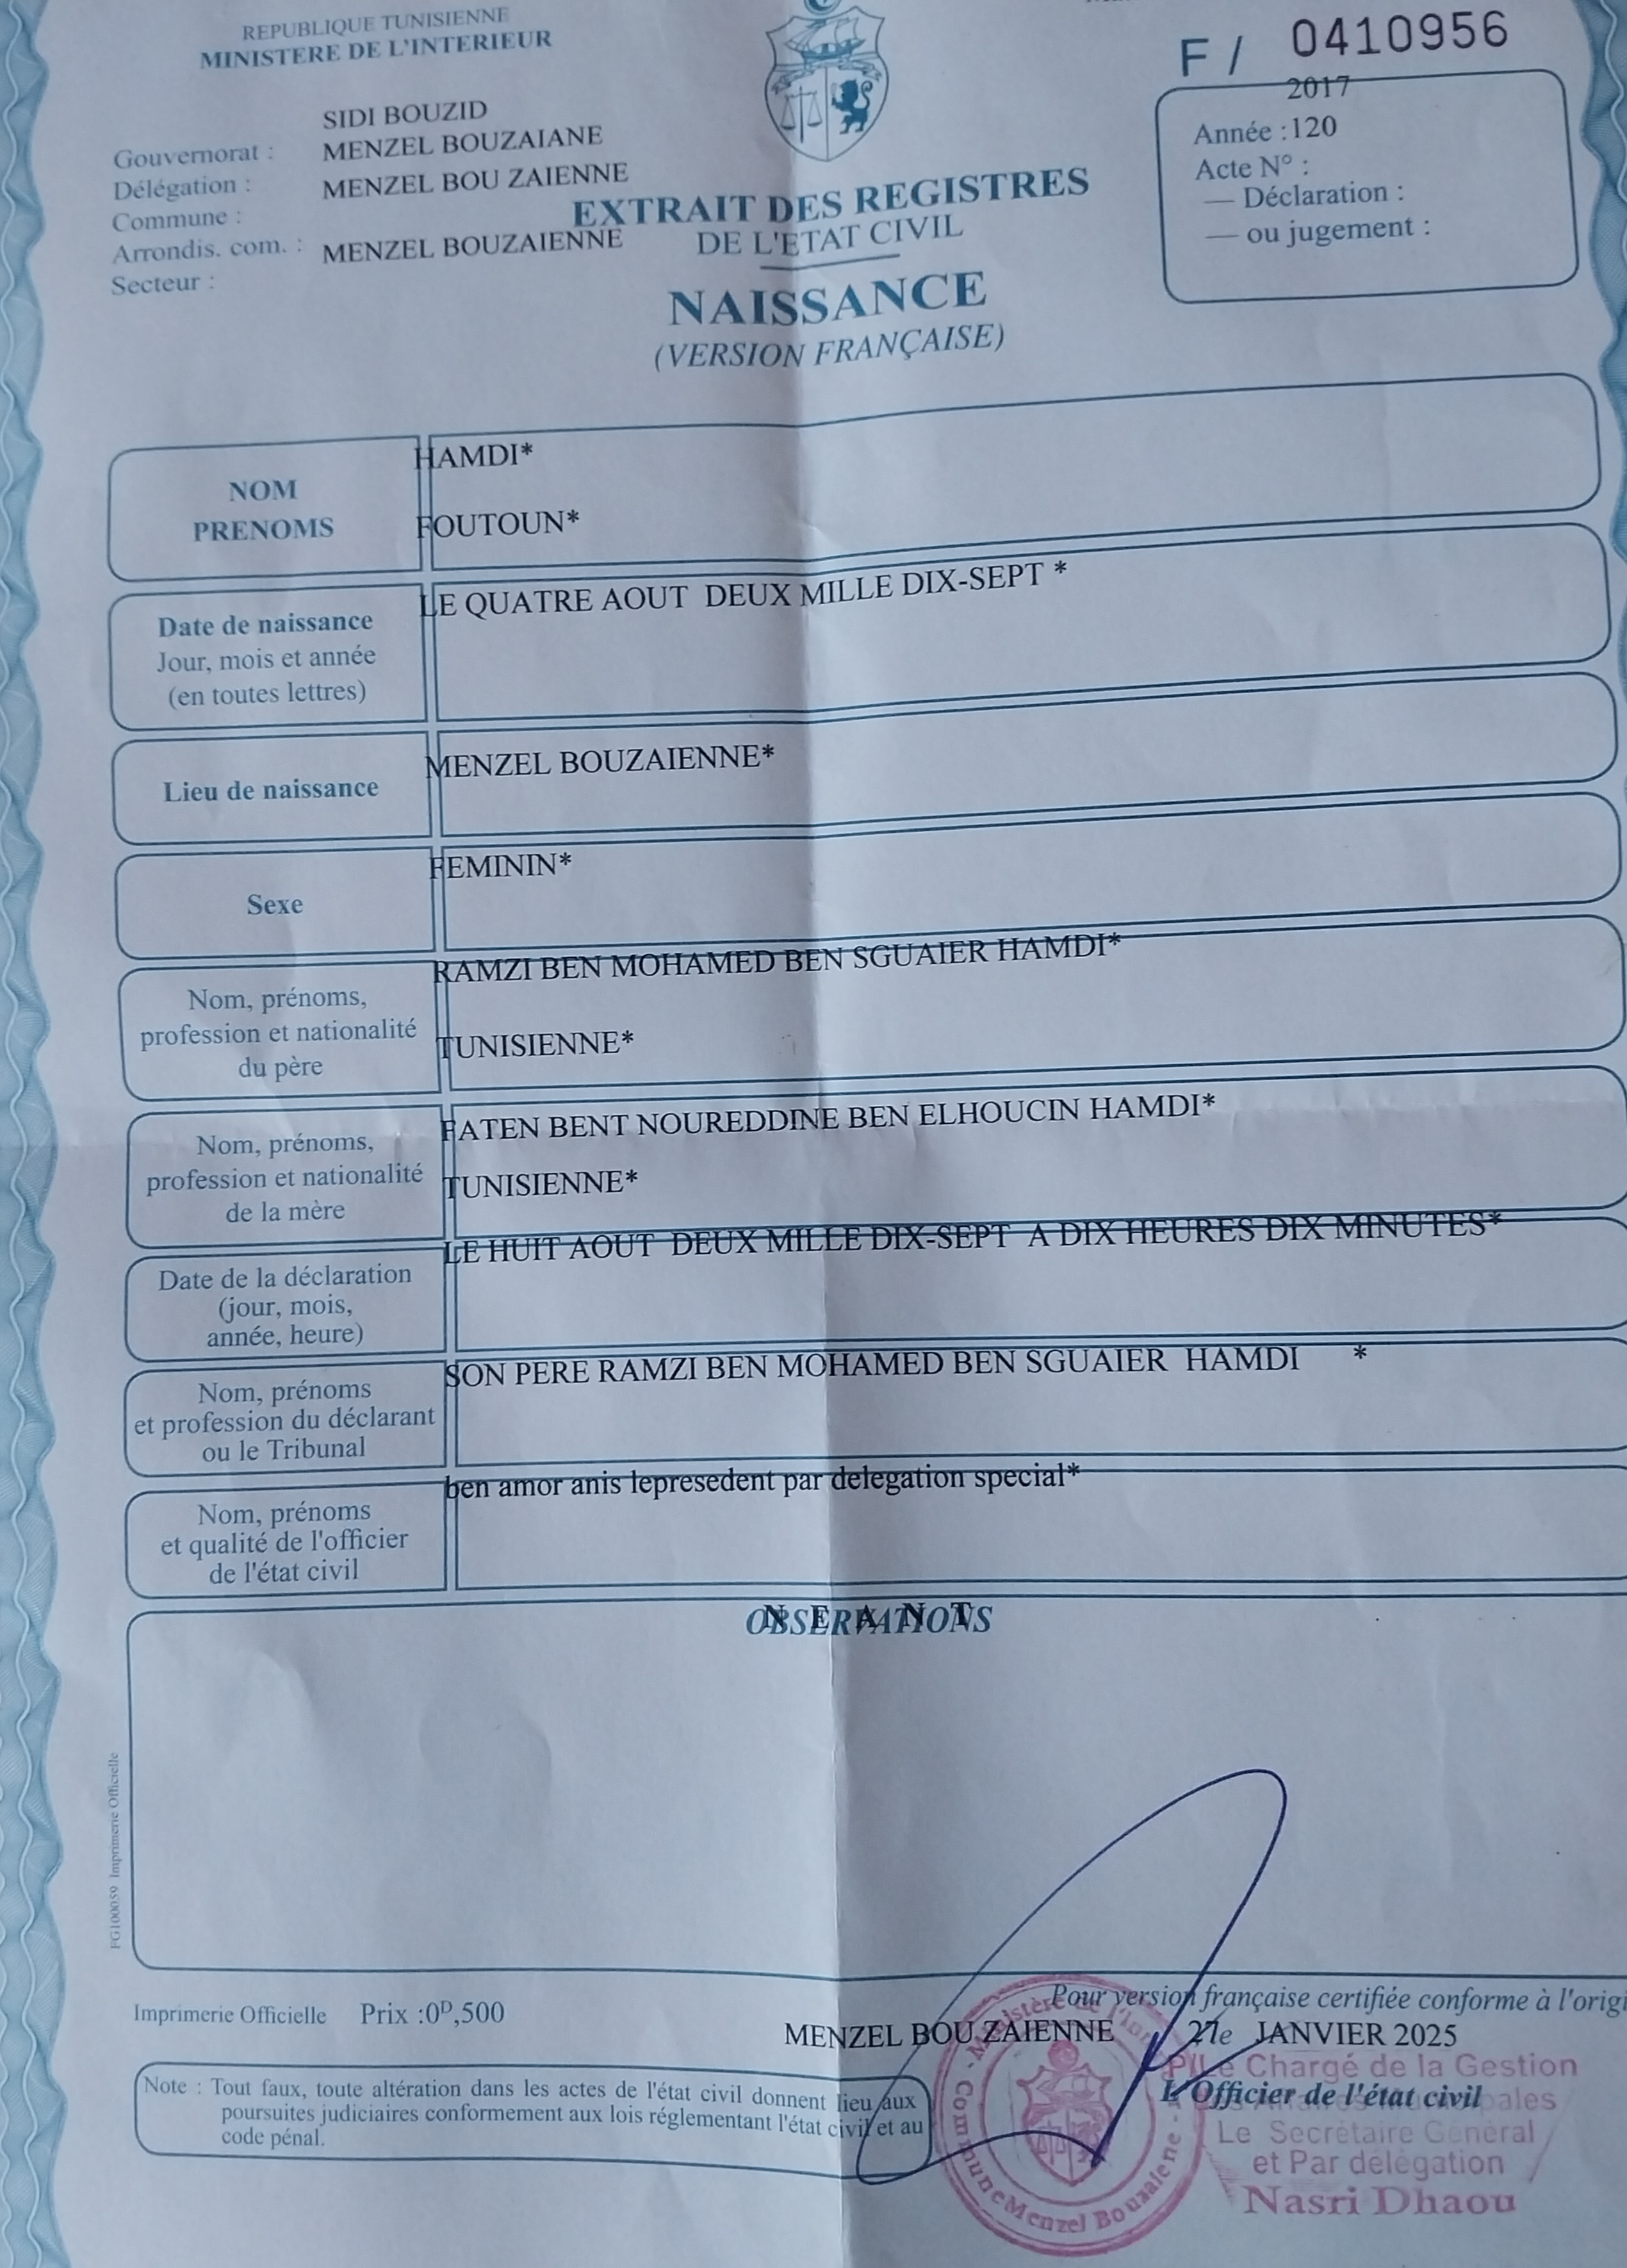 REPUBLIQUE TUNISIENNE
MINISTERE DE L'INTERIEUR
F / 0410956
SIDI BOUZID
Gouvernorat : MENZEL BOUZAIANE
Délégation : MENZEL BOU ZAIENNE
Commune :
Arrondis. com. : MENZEL BOUZAIENNE
Secteur :
2017
Année :120
Acte N° :
— Déclaration :
— ou jugement :
EXTRAIT DES REGISTRES
DE L'ETAT CIVIL
NAISSANCE
(VERSION FRANÇAISE)
NOM
PRENOMS
HAMDI*
FOUTOUN*
Date de naissance
Jour, mois et année
(en toutes lettres)
LE QUATRE AOUT DEUX MILLE DIX-SEPT *
Lieu de naissance
MENZEL BOUZAIENNE*
Sexe
FEMININ*
Nom, prénoms,
profession et nationalité
du père
RAMZI BEN MOHAMED BEN SGUAIER HAMDI*
TUNISIENNE*
Nom, prénoms,
profession et nationalité
de la mère
FATEN BENT NOUREDDINE BEN ELHOUCIN HAMDI*
TUNISIENNE*
Date de la déclaration
(jour, mois,
année, heure)
LE HUIT AOUT DEUX MILLE DIX-SEPT A DIX HEURES DIX MINUTES*
Nom, prénoms
et profession du déclarant
ou le Tribunal
SON PERE RAMZI BEN MOHAMED BEN SGUAIER HAMDI *
Nom, prénoms
et qualité de l'officier
de l'état civil
ben amor anis lepresedent par delegation special*
OBSERVATIONS
N E A N T
FG100059 Imprimerie Officielle
Imprimerie Officielle Prix :0ᴰ,500
Pour version française certifiée conforme à l'origi
MENZEL BOU ZAIENNE 27le JANVIER 2025
L'Officier de l'état civil
P/Le Chargé de la Gestion
Le Secrétaire Général
et Par délégation
Nasri Dhaou
Commune Menzel Bouzaiene
Note : Tout faux, toute altération dans les actes de l'état civil donnent lieu aux
poursuites judiciaires conformement aux lois réglementant l'état civil et au
code pénal.